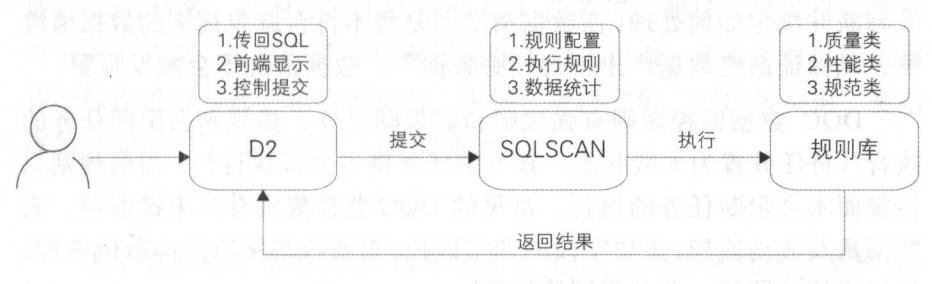 1.传回SQL
2.前端显示
3.控制提交
1.规则配置
2.执行规则
3.数据统计
1.质量类
2.性能类
3.规范类
D2
提交
SQLSCAN
执行
规则库
返回结果